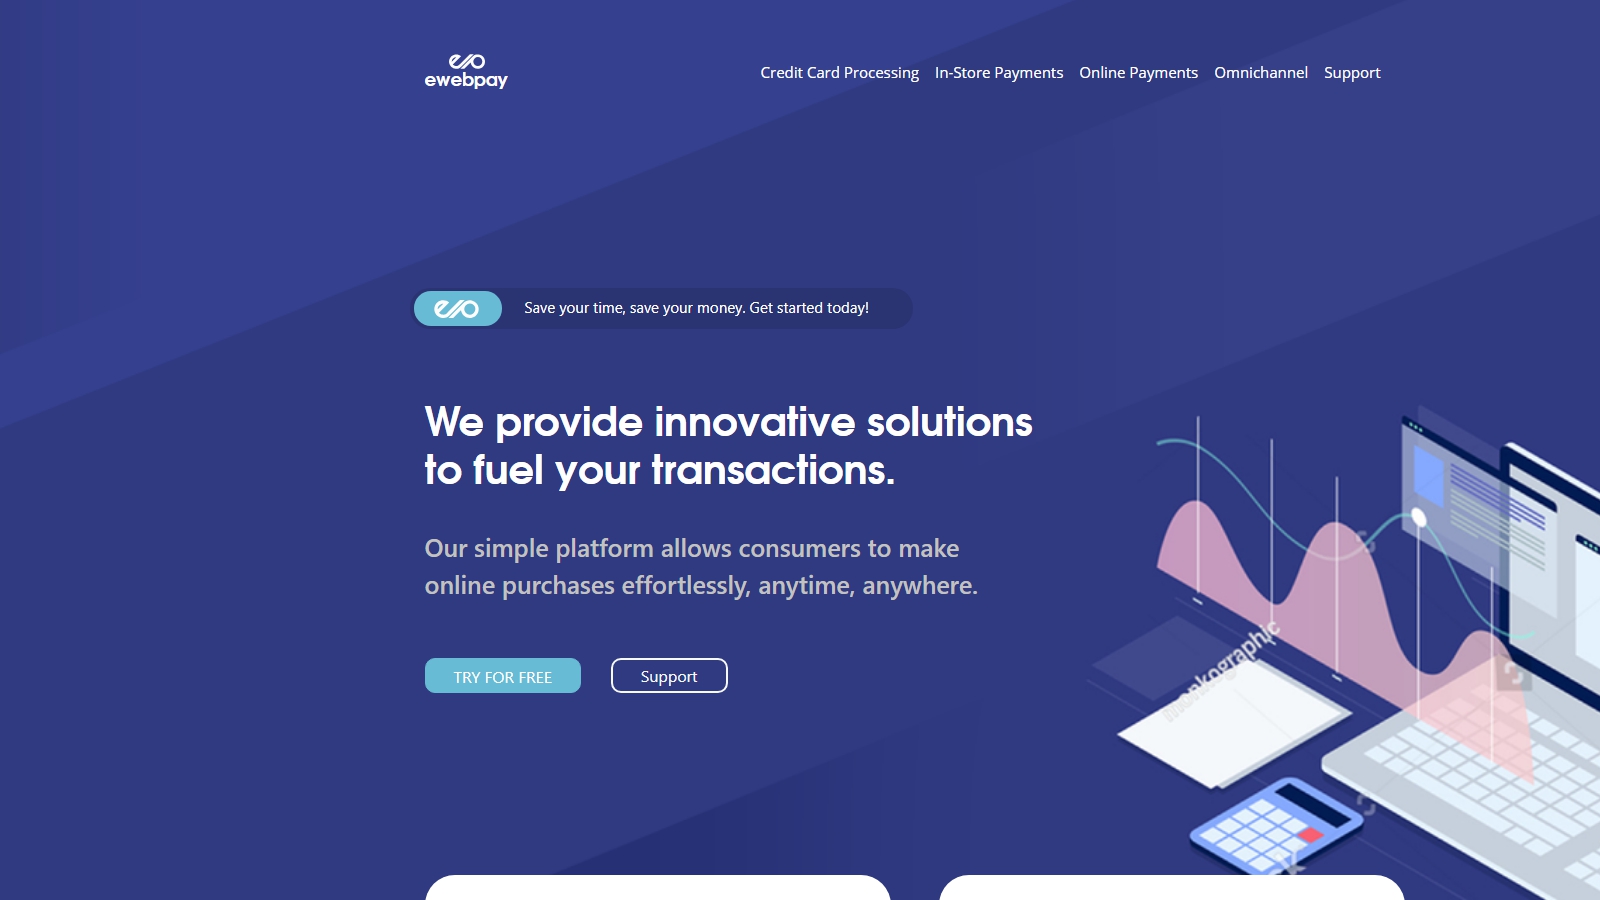 ewebpay
Credit Card Processing In-Store Payments Online Payments Omnichannel Support
Save your time, save your money. Get started today!
We provide innovative solutions
to fuel your transactions.
Our simple platform allows consumers to make
online purchases effortlessly, anytime, anywhere.
TRY FOR FREE Support
monkographic